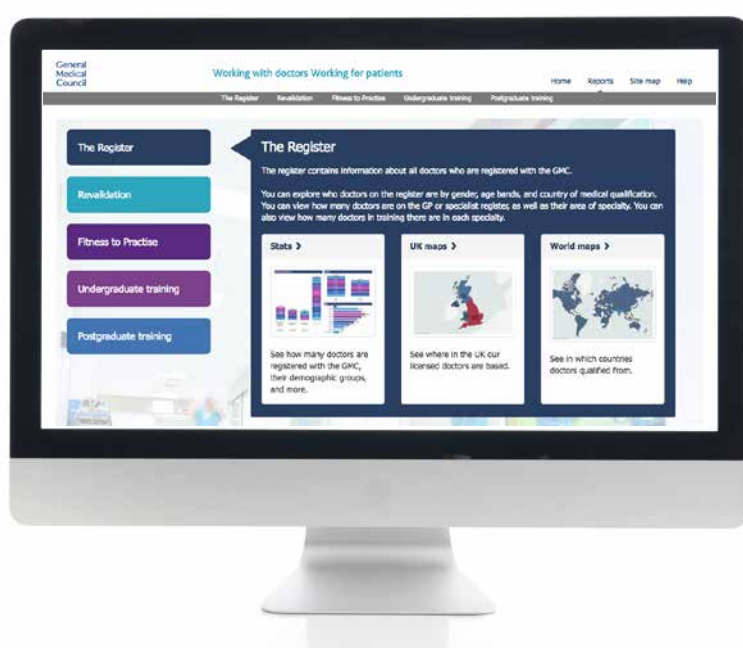 General
Medical
Council
Working with doctors Working for patients
Home Reports Site map Help
The Register Revalidation Fitness to Practise Undergraduate training Postgraduate training
The Register
Revalidation
Fitness to Practise
Undergraduate training
Postgraduate training
The Register
The register contains information about all doctors who are registered with the GMC.
You can explore who doctors on the register are by gender, age bands, and country of medical qualification.
You can view how many doctors are on the GP or specialist register, as well as their area of specialty. You can
also view how many doctors in training there are in each specialty.
Stats >
See how many doctors are
registered with the GMC,
their demographic groups,
and more.
UK maps >
See where in the UK our
licensed doctors are based.
World maps >
See in which countries
doctors qualified from.